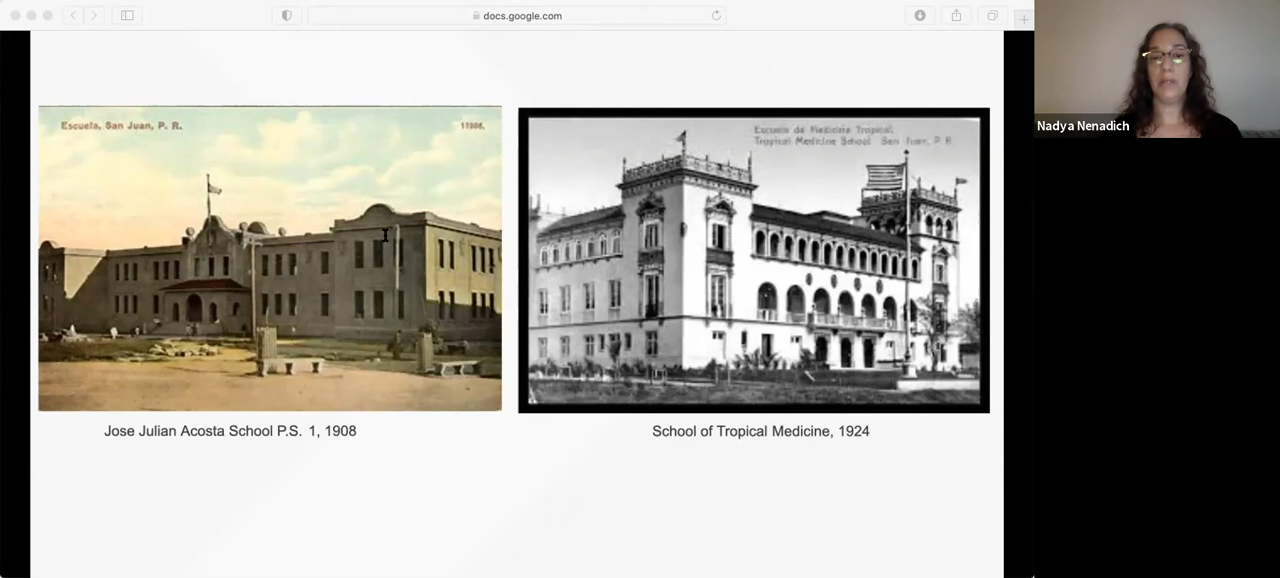 docs.google.com
Nadya Nenadich
Escuela, San Juan, P. R.
11906.
Escuela de Medicina Tropical
Tropical Medicine School San Juan, P. R
Jose Julian Acosta School P.S. 1, 1908
School of Tropical Medicine, 1924